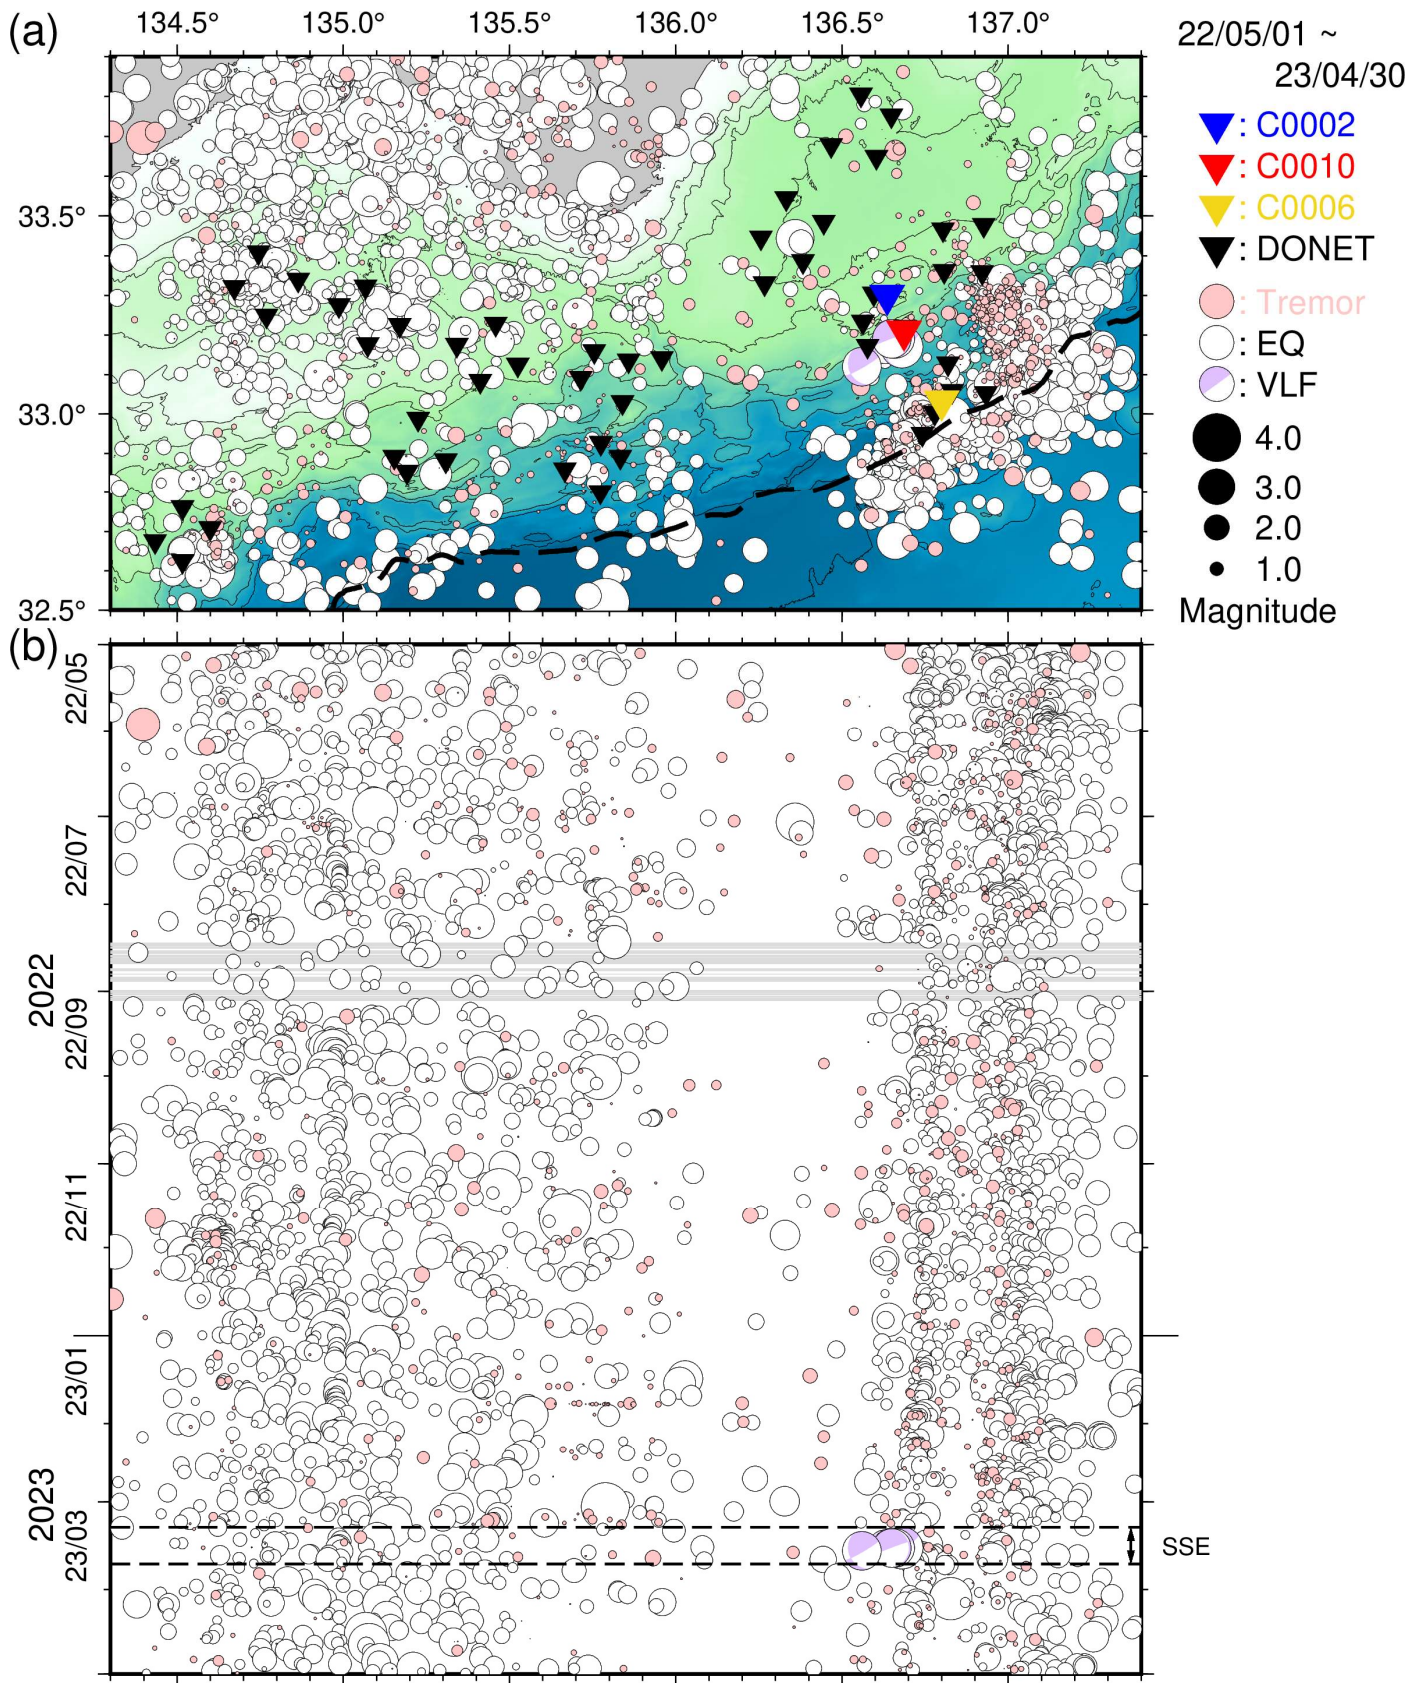 (a)
134.5° 135.0° 135.5° 136.0° 136.5° 137.0°
33.5°
33.0°
32.5°
22/05/01 ~
23/04/30
: C0002
: C0010
: C0006
: DONET
: Tremor
: EQ
: VLF
4.0
3.0
2.0
1.0
Magnitude
(b)
22/05
22/07
22/09
22/11
23/01
23/03
2022
2023
SSE